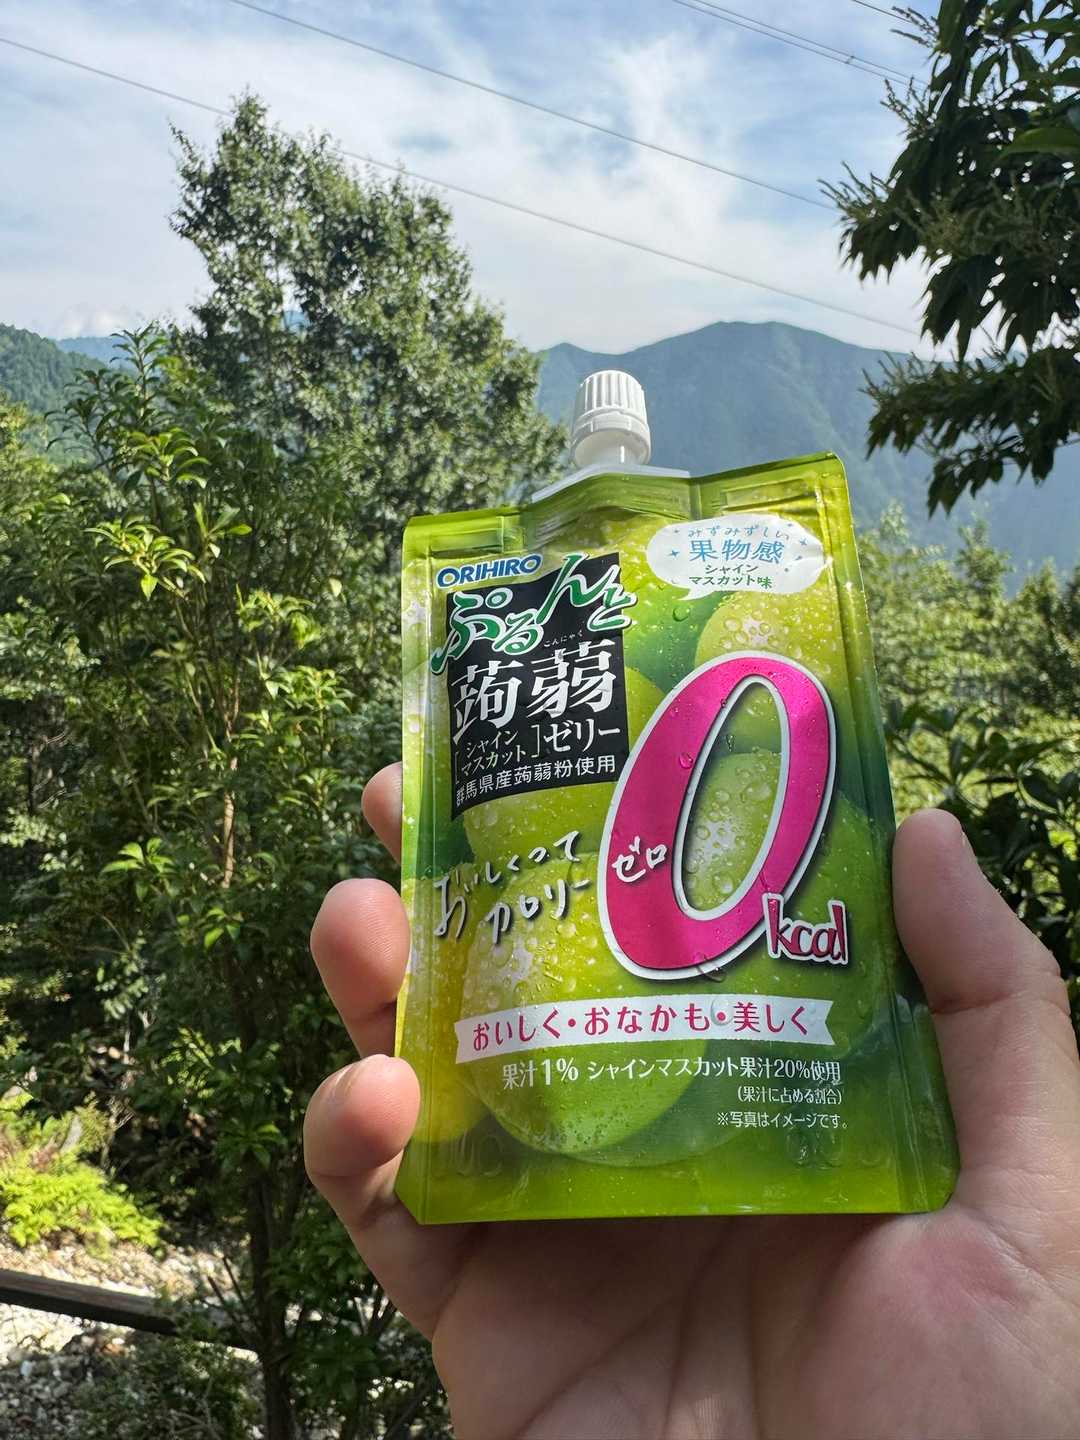 みずみずしい
果物感
シャイン
マスカット味
ORIHIRO
ぷるんと
こんにゃく
蒟蒻
[シャイン
マスカット]ゼリー
群馬県産蒟蒻粉使用
おいしくって
カロリー
ゼロ
0kcal
おいしく・おなかも・美しく
果汁1% シャインマスカット果汁20%使用
(果汁に占める割合)
※写真はイメージです。